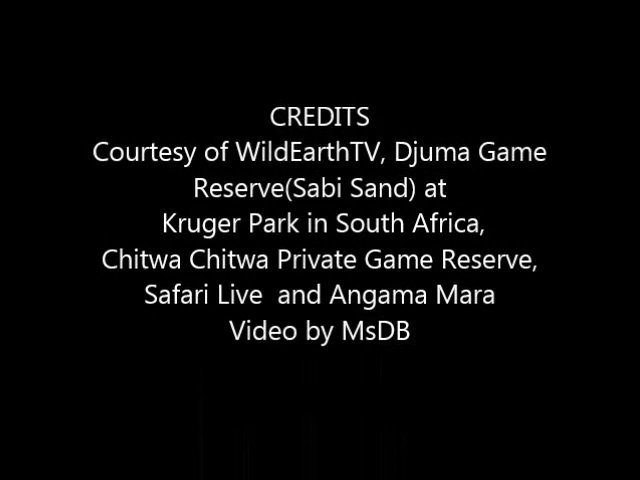 CREDITS
Courtesy of WildEarthTV, Djuma Game
Reserve(Sabi Sand) at
Kruger Park in South Africa,
Chitwa Chitwa Private Game Reserve,
Safari Live  and Angama Mara
Video by MsDB